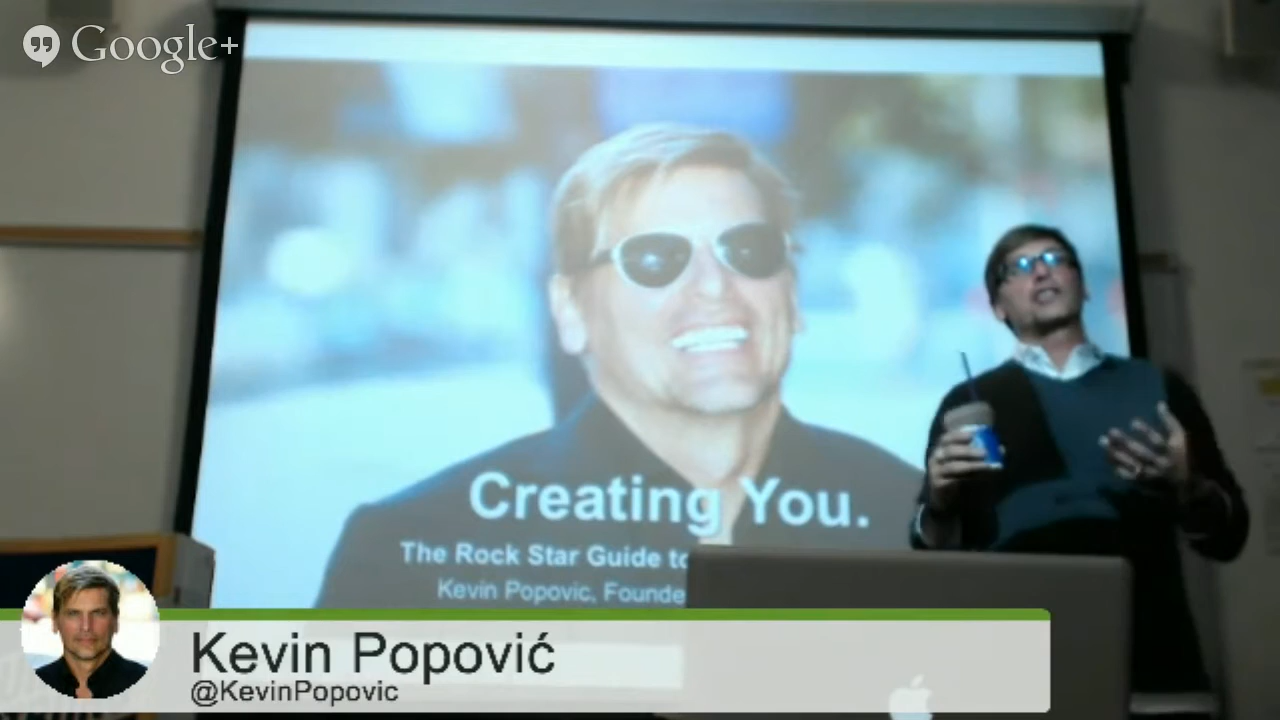 Google+
Creating You.
The Rock Star Guide to
Kevin Popovic, Founde
Kevin Popović
@KevinPopovic